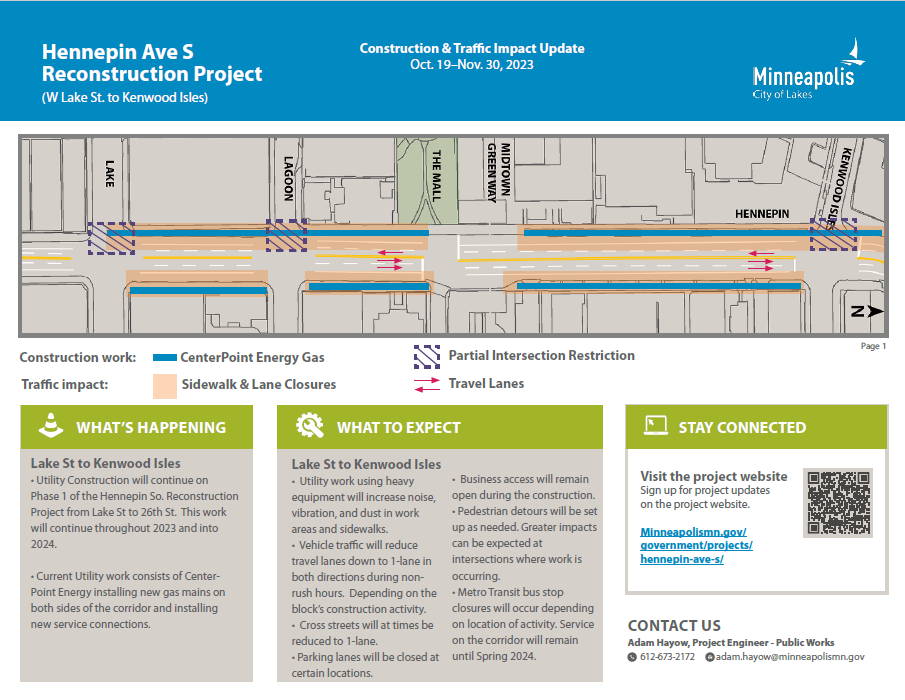 Hennepin Ave S
Reconstruction Project
(W Lake St. to Kenwood Isles)
Construction & Traffic Impact Update
Oct. 19–Nov. 30, 2023
Minneapolis
City of Lakes
LAKE
LAGOON
THE MALL
MIDTOWN
GREEN WAY
HENNEPIN
KENWOOD ISLES
N
Page 1
Construction work:
CenterPoint Energy Gas
Partial Intersection Restriction
Traffic impact:
Sidewalk & Lane Closures
Travel Lanes
WHAT'S HAPPENING
Lake St to Kenwood Isles
• Utility Construction will continue on
Phase 1 of the Hennepin So. Reconstruction
Project from Lake St to 26th St. This work
will continue throughout 2023 and into
2024.
• Current Utility work consists of Center-
Point Energy installing new gas mains on
both sides of the corridor and installing
new service connections.
WHAT TO EXPECT
Lake St to Kenwood Isles
• Utility work using heavy
equipment will increase noise,
vibration, and dust in work
areas and sidewalks.
• Vehicle traffic will reduce
travel lanes down to 1-lane in
both directions during non-
rush hours. Depending on the
block's construction activity.
• Cross streets will at times be
reduced to 1-lane.
• Parking lanes will be closed at
certain locations.
• Business access will remain
open during the construction.
• Pedestrian detours will be set
up as needed. Greater impacts
can be expected at
intersections where work is
occurring.
• Metro Transit bus stop
closures will occur depending
on location of activity. Service
on the corridor will remain
until Spring 2024.
STAY CONNECTED
Visit the project website
Sign up for project updates
on the project website.
Minneapolismn.gov/
government/projects/
hennepin-ave-s/
CONTACT US
Adam Hayow, Project Engineer - Public Works
612-673-2172 adam.hayow@minneapolismn.gov